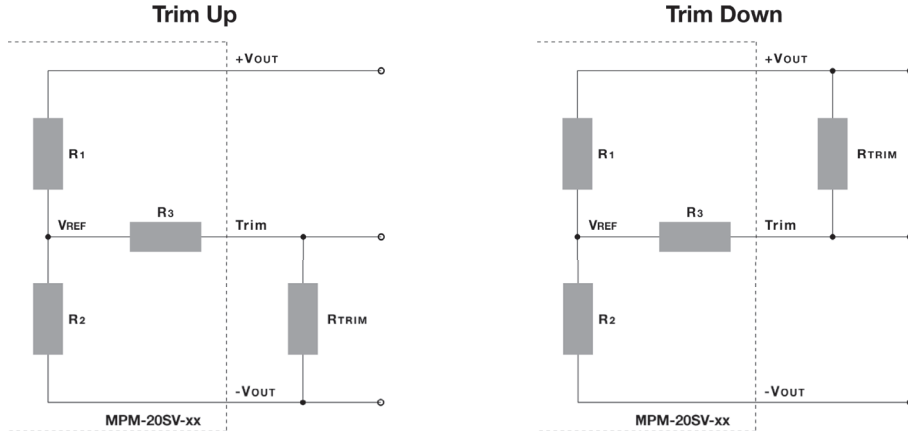 Trim Up
+VOUT
R1
R3
VREF
Trim
R2
RTRIM
-VOUT
MPM-20SV-xx
Trim Down
+VOUT
R1
RTRIM
R3
VREF
Trim
R2
-VOUT
MPM-20SV-xx